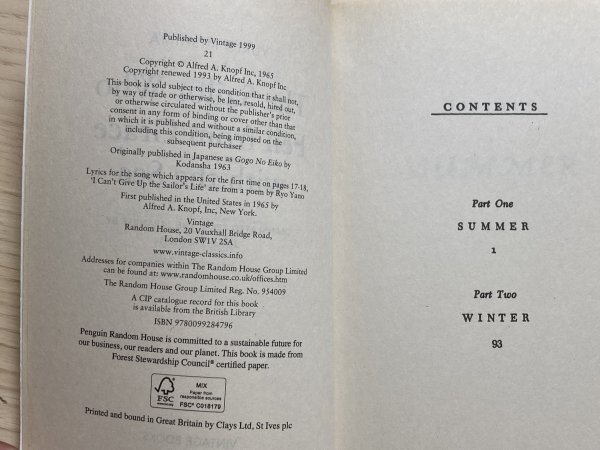 Published by Vintage 1999
21
Copyright © Alfred A. Knopf Inc, 1965
Copyright renewed 1993 by Alfred A. Knopf Inc
This book is sold subject to the condition that it shall not,
by way of trade or otherwise, be lent, resold, hired out,
or otherwise circulated without the publisher's prior
consent in any form of binding or cover other than that
in which it is published and without a similar condition,
including this condition, being imposed on the
subsequent purchaser
Originally published in Japanese as Gogo No Eiko by
Kodansha 1963
Lyrics for the song which appears for the first time on pages 17-18,
'I Can't Give Up the Sailor's Life' are from a poem by Ryo Yano
First published in the United States in 1965 by
Alfred A. Knopf, Inc, New York.
Vintage
Random House, 20 Vauxhall Bridge Road,
London SW1V 2SA
www.vintage-classics.info
Addresses for companies within The Random House Group Limited
can be found at: www.randomhouse.co.uk/offices.htm
The Random House Group Limited Reg. No. 954009
A CIP catalogue record for this book
is available from the British Library
ISBN 9780099284796
Penguin Random House is committed to a sustainable future for
our business, our readers and our planet. This book is made from
Forest Stewardship Council® certified paper.
FSC
MIX
Paper from
responsible sources
FSC® C018179
Printed and bound in Great Britain by Clays Ltd, St Ives plc
CONTENTS
Part One
SUMMER
1
Part Two
WINTER
93